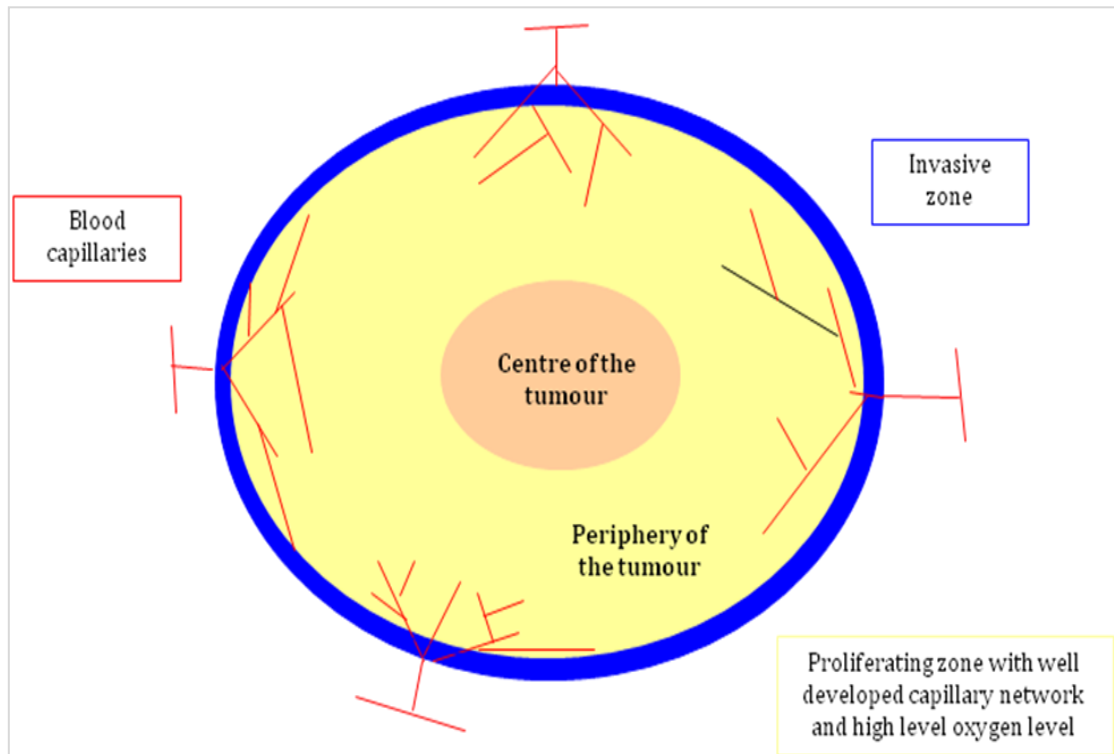 Invasive
zone
Blood
capillaries
Centre of the
tumour
Periphery of
the tumour
Proliferating zone with well
developed capillary network
and high level oxygen level